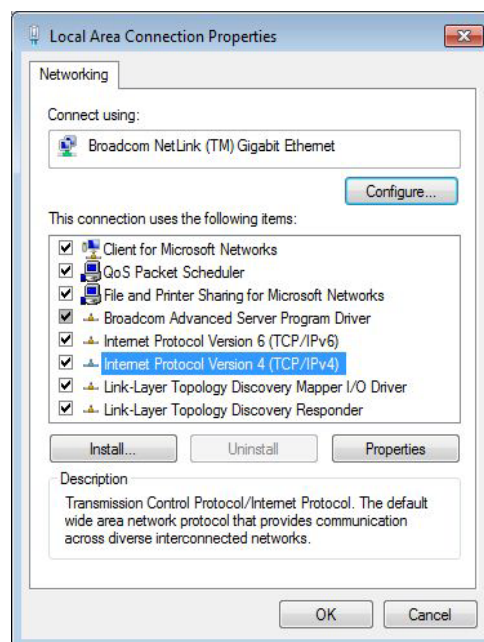 Local Area Connection Properties
Networking
Connect using:
Broadcom NetLink (TM) Gigabit Ethernet
Configure...
This connection uses the following items:
Client for Microsoft Networks
QoS Packet Scheduler
File and Printer Sharing for Microsoft Networks
Broadcom Advanced Server Program Driver
Internet Protocol Version 6 (TCP/IPv6)
Internet Protocol Version 4 (TCP/IPv4)
Link-Layer Topology Discovery Mapper I/O Driver
Link-Layer Topology Discovery Responder
Install... Uninstall Properties
Description
Transmission Control Protocol/Internet Protocol. The default
wide area network protocol that provides communication
across diverse interconnected networks.
OK Cancel